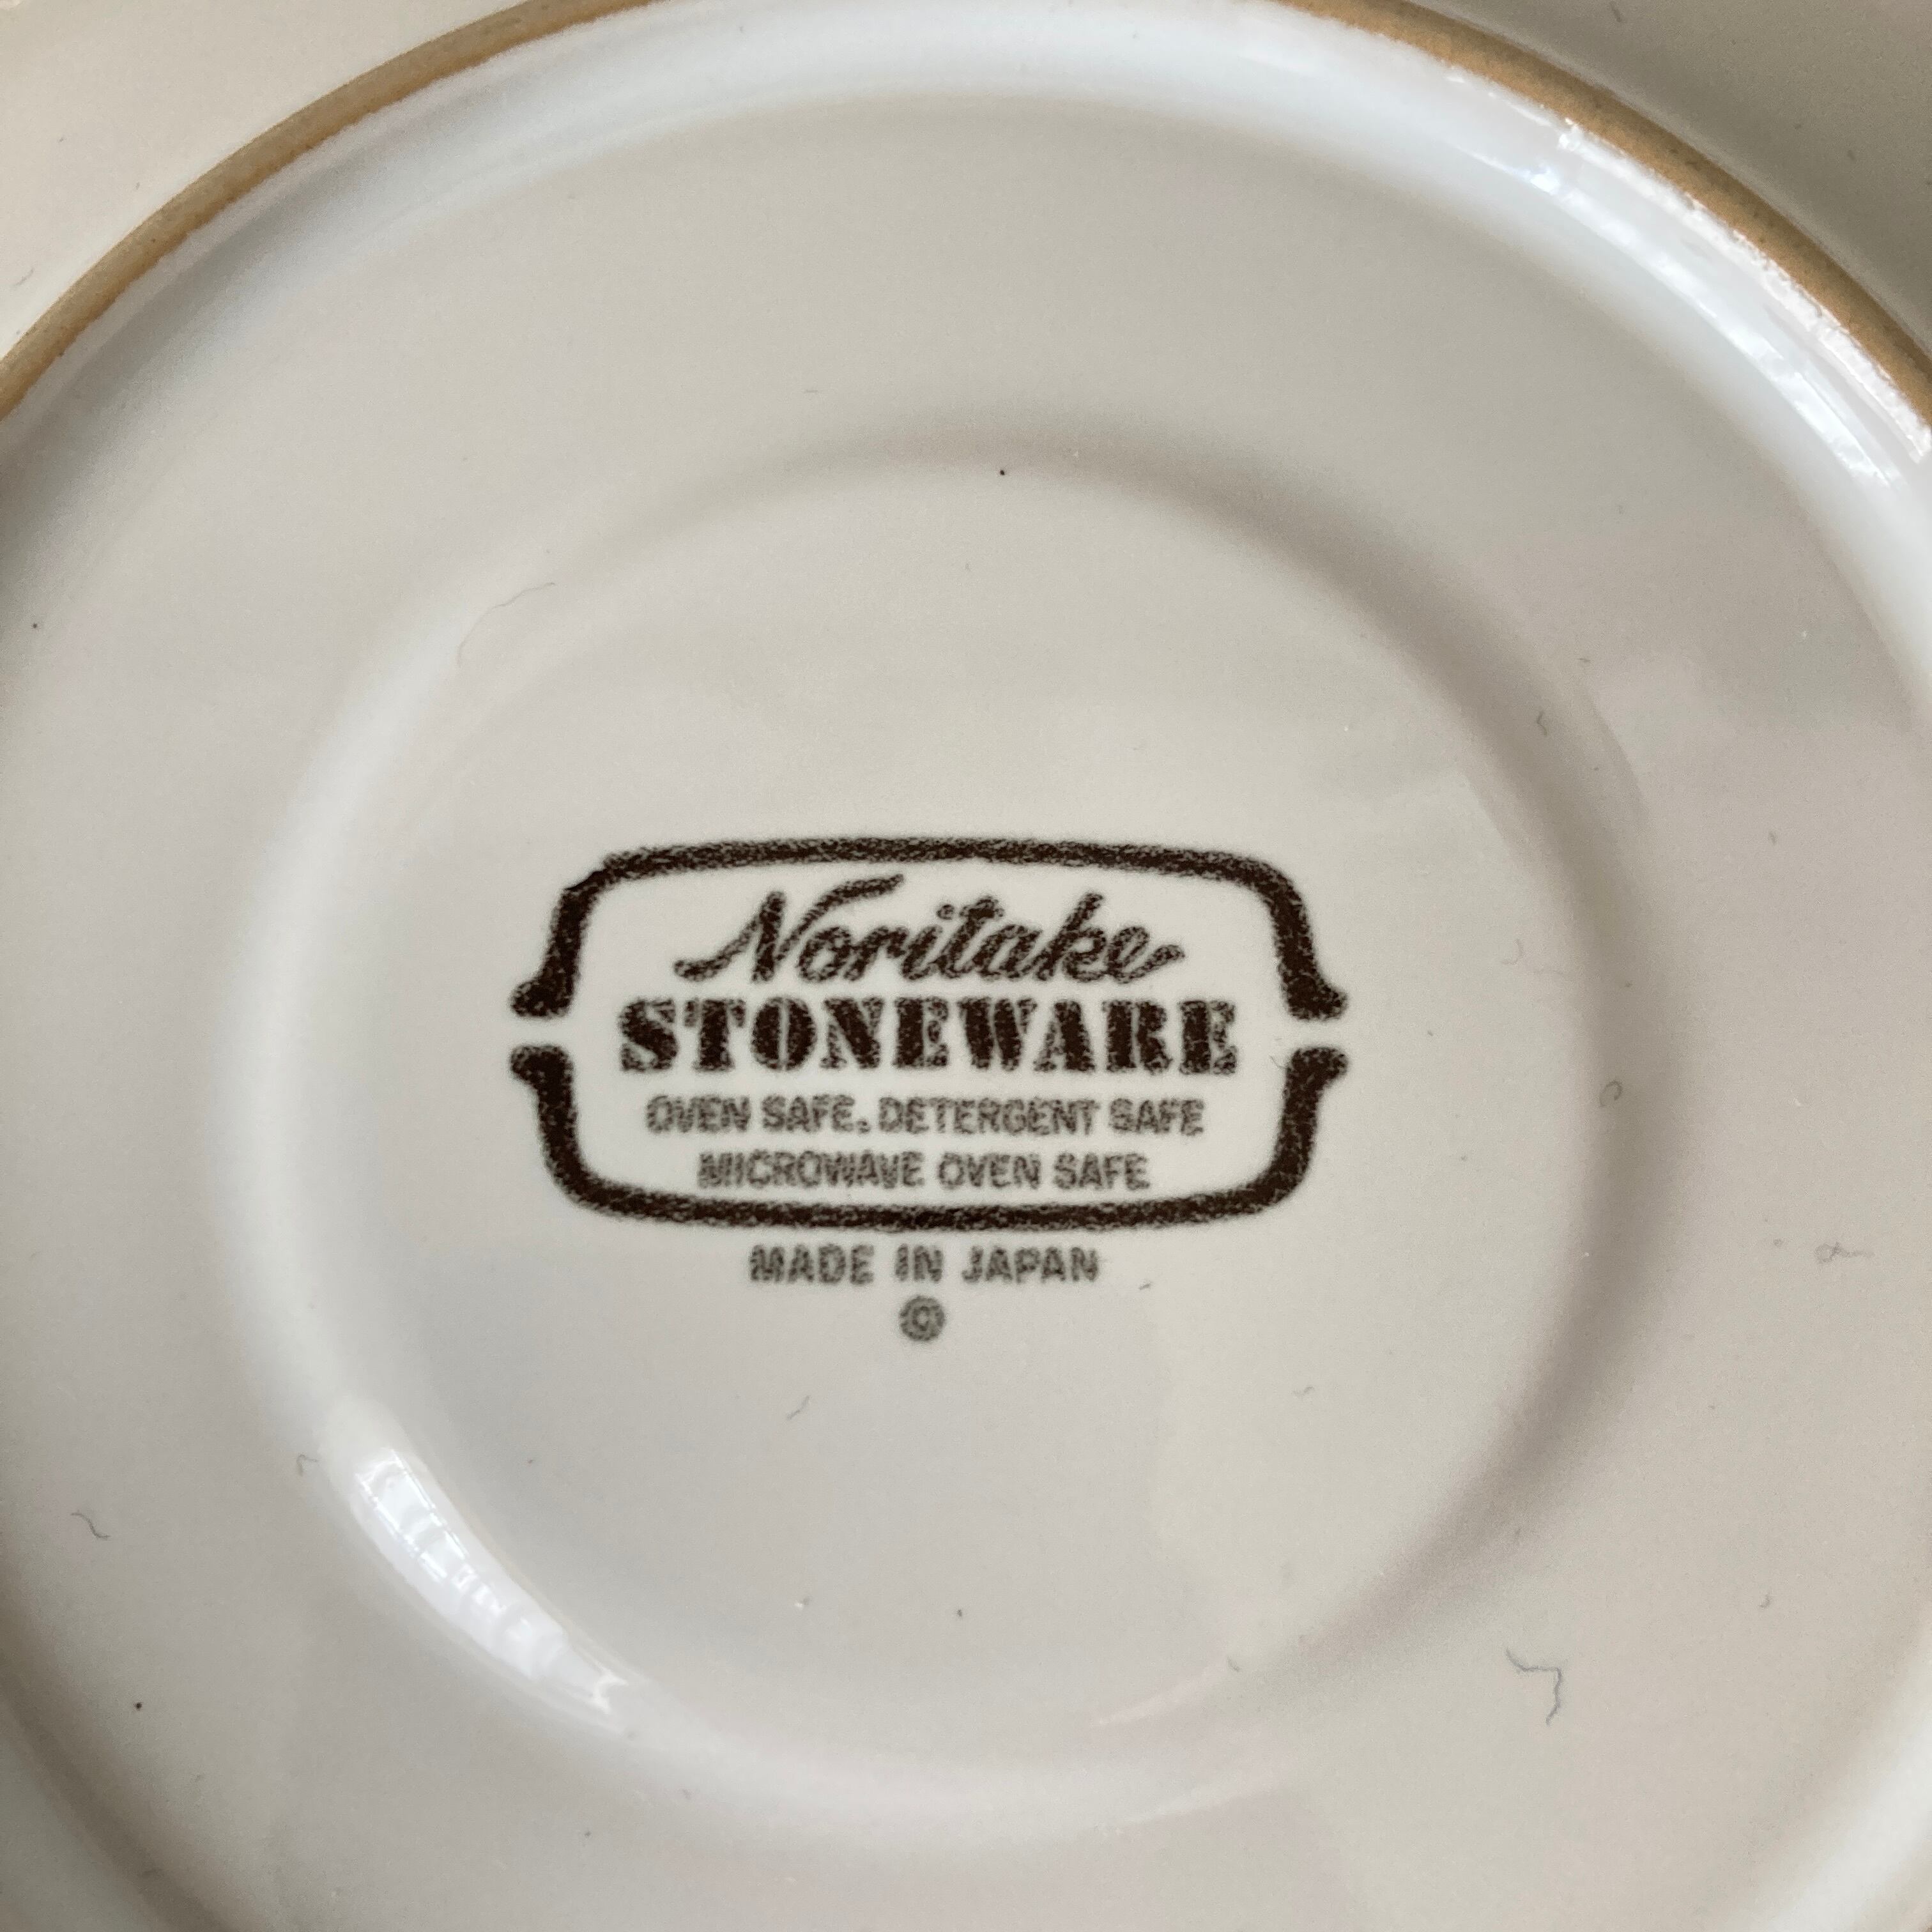 Noritake
STONEWARE
OVEN SAFE. DETERGENT SAFE
MICROWAVE OVEN SAFE
MADE IN JAPAN
©